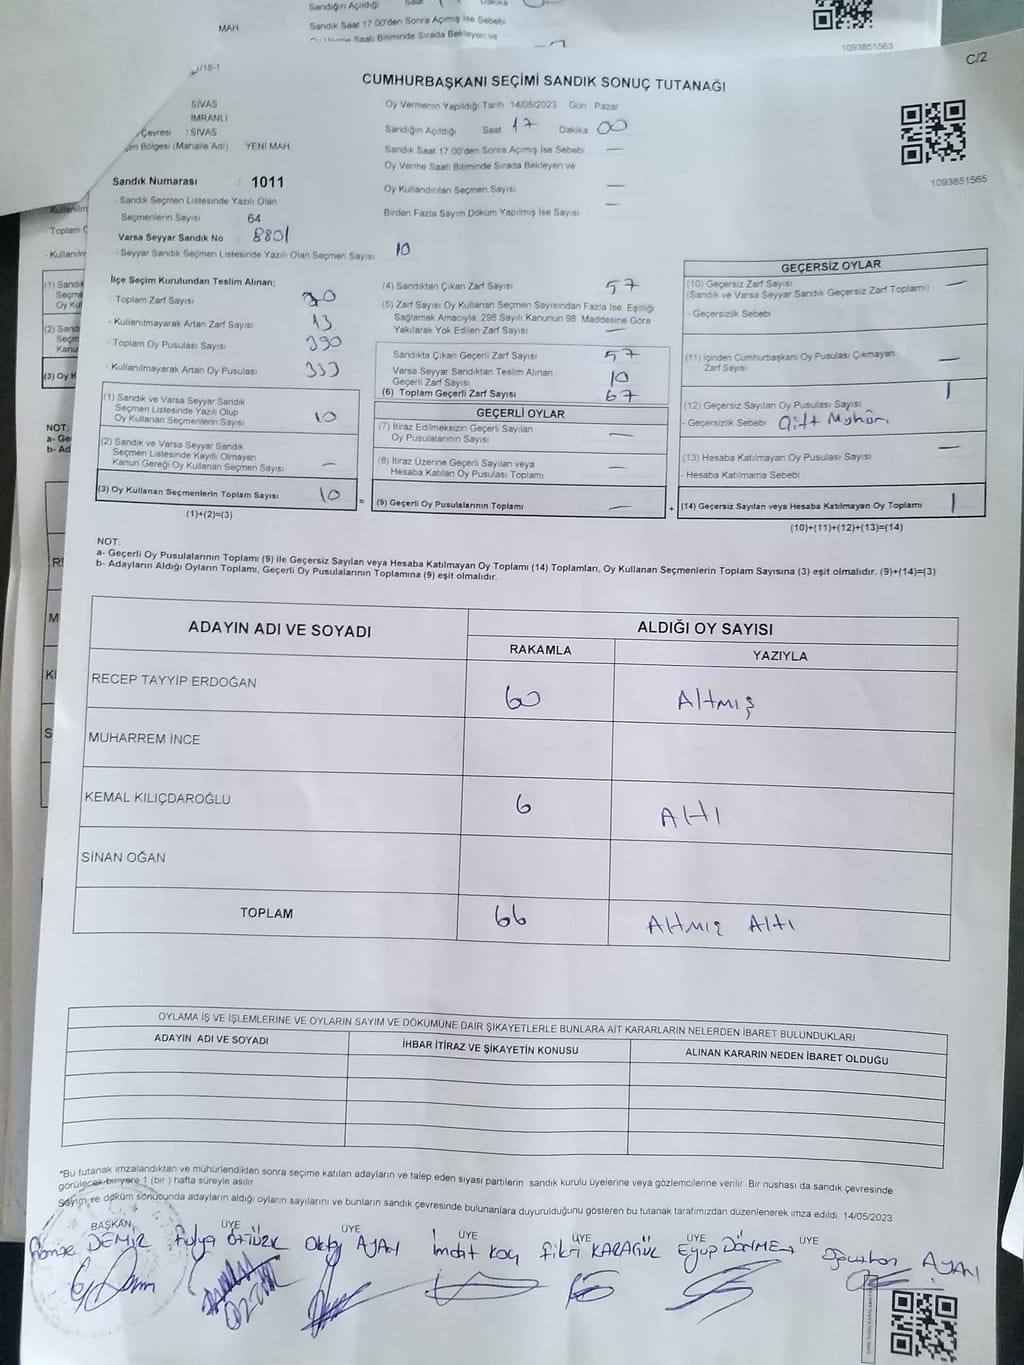 Sandığın Açıldığı
MAH.
Sandık Saat 17:00'den Sonra Açımış İse Sebebi
Oy Verme Saati Bitiminde Sırada Bekleyen ve
1093851563
C/2
/18-1
CUMHURBAŞKANI SEÇİMİ SANDIK SONUÇ TUTANAĞI
SİVAS
İMRANLI
Çevresi : SİVAS
Bölgesi (Mahalle Adı) YENİ MAH.
Oy Vermenin Yapıldığı Tarih 14/05/2023 Gün Pazar
Sandığın Açıldığı Saat 17 Dakika 00
Sandık Saat 17:00'den Sonra Açımış İse Sebebi —
Oy Verme Saati Bitiminde Sırada Bekleyen ve
Oy Kullandırılan Seçmen Sayısı —
Birden Fazla Sayım Döküm Yapılmış İse Sayısı —
1093851565
Sandık Numarası : 1011
- Sandık Seçmen Listesinde Yazılı Olan
Seçmenlerin Sayısı : 64
Varsa Seyyar Sandık No : 8801
- Seyyar Sandık Seçmen Listesinde Yazılı Olan Seçmen Sayısı : 10
İlçe Seçim Kurulundan Teslim Alınan;
- Toplam Zarf Sayısı
- Kullanılmayarak Artan Zarf Sayısı 13
- Toplam Oy Pusulası Sayısı 390
- Kullanılmayarak Artan Oy Pusulası 333
(1) Sandık ve Varsa Seyyar Sandık
Seçmen Listesinde Yazılı Olup
Oy Kullanan Seçmenlerin Sayısı 10
(2) Sandık ve Varsa Seyyar Sandık
Seçmen Listesinde Kayıtlı Olmayan
Kanun Gereği Oy Kullanan Seçmen Sayısı —
(3) Oy Kullanan Seçmenlerin Toplam Sayısı 10
(1)+(2)=(3)
(4) Sandıktan Çıkan Zarf Sayısı 57
(5) Zarf Sayısı Oy Kullanan Seçmen Sayısından Fazla İse, Eşitliği
Sağlamak Amacıyla, 298 Sayılı Kanunun 98. Maddesine Göre
Yakılarak Yok Edilen Zarf Sayısı —
Sandıkta Çıkan Geçerli Zarf Sayısı 57
Varsa Seyyar Sandıktan Teslim Alınan
Geçerli Zarf Sayısı 10
(6) Toplam Geçerli Zarf Sayısı 67
GEÇERLİ OYLAR
(7) İtiraz Edilmeksizin Geçerli Sayılan
Oy Pusulalarının Sayısı —
(8) İtiraz Üzerine Geçerli Sayılan veya
Hesaba Katılan Oy Pusulası Toplamı —
= (9) Geçerli Oy Pusulalarının Toplamı —
GEÇERSİZ OYLAR
(10) Geçersiz Zarf Sayısı
(Sandık ve Varsa Seyyar Sandık Geçersiz Zarf Toplamı) —
- Geçersizlik Sebebi
(11) İçinden Cumhurbaşkanı Oy Pusulası Çıkmayan
Zarf Sayısı —
(12) Geçersiz Sayılan Oy Pusulası Sayısı 1
- Geçersizlik Sebebi Çift Mühür
(13) Hesaba Katılmayan Oy Pusulası Sayısı —
- Hesaba Katılmama Sebebi
+ (14) Geçersiz Sayılan veya Hesaba Katılmayan Oy Toplamı 1
(10)+(11)+(12)+(13)=(14)
NOT:
a- Geçerli Oy Pusulalarının Toplamı (9) ile Geçersiz Sayılan veya Hesaba Katılmayan Oy Toplamı (14) Toplamları, Oy Kullanan Seçmenlerin Toplam Sayısına (3) eşit olmalıdır. (9)+(14)=(3)
b- Adayların Aldığı Oyların Toplamı, Geçerli Oy Pusulalarının Toplamına (9) eşit olmalıdır.
ADAYIN ADI VE SOYADI
ALDIĞI OY SAYISI
RAKAMLA YAZIYLA
RECEP TAYYİP ERDOĞAN 60 Altmış
MUHARREM İNCE
KEMAL KILIÇDAROĞLU 6 Altı
SİNAN OĞAN
TOPLAM 66 Altmış Altı
OYLAMA İŞ VE İŞLEMLERİNE VE OYLARIN SAYIM VE DÖKÜMÜNE DAİR ŞİKAYETLERLE BUNLARA AİT KARARLARIN NELERDEN İBARET BULUNDUKLARI
ADAYIN ADI VE SOYADI İHBAR İTİRAZ VE ŞİKAYETİN KONUSU ALINAN KARARIN NEDEN İBARET OLDUĞU
*Bu tutanak imzalandıktan ve mühürlendikten sonra seçime katılan adayların ve talep eden siyasi partilerin sandık kurulu üyelerine veya gözlemcilerine verilir. Bir nüshası da sandık çevresinde
görülecek bir yere 1 (bir) hafta süreyle asılır.
Sayım ve döküm sonucunda adayların aldığı oyların sayılarını ve bunların sandık çevresinde bulunanlara duyurulduğunu gösteren bu tutanak tarafımızdan düzenlenerek imza edildi. 14/05/2023
BAŞKAN ÜYE ÜYE ÜYE ÜYE ÜYE ÜYE
DEMİR Fulya ÖZTÜRK Oktay AYAN İmdat Koç Fikri KARAGÜL Eyüp DÖNMEZ Oğuzhan AYAN